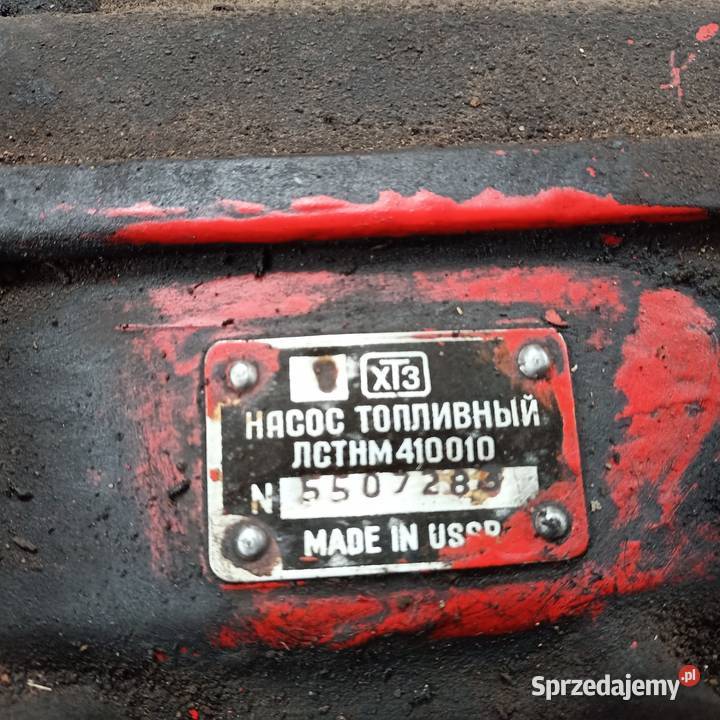 ХТЗ
НАСОС ТОПЛИВНЫЙ
ЛСТНМ410010
N
MADE IN USSR
Sprzedajemy.pl